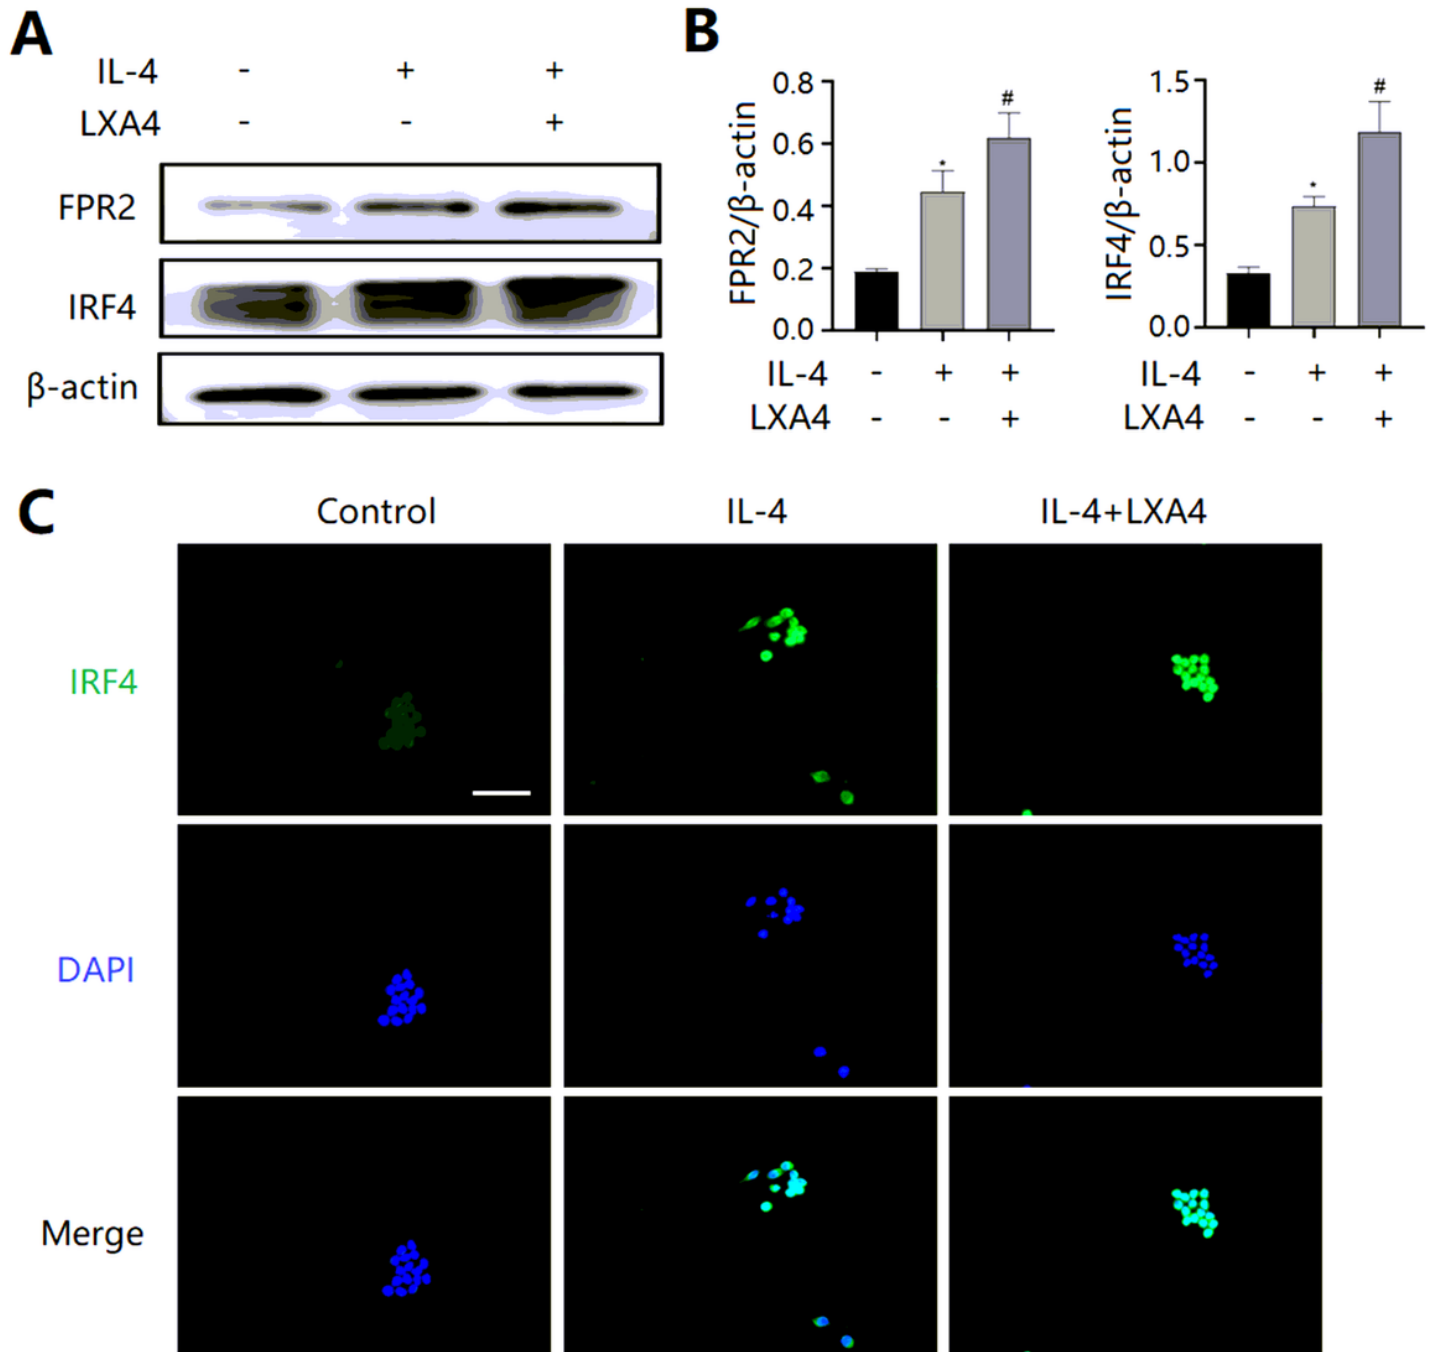 A
IL-4 - + +
LXA4 - - +
FPR2
IRF4
β-actin
B
FPR2/β-actin
0.8
0.6
0.4
0.2
0.0
* #
IL-4 - + +
LXA4 - - +
IRF4/β-actin
1.5
1.0
0.5
0.0
* #
IL-4 - + +
LXA4 - - +
C
Control IL-4 IL-4+LXA4
IRF4
DAPI
Merge